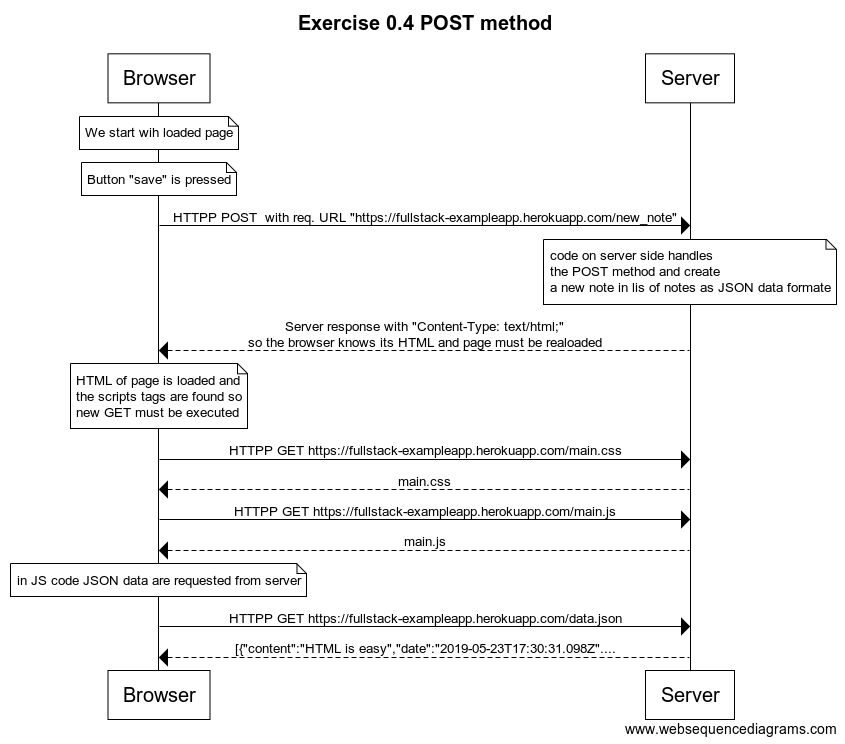 Exercise 0.4 POST method
Browser
Server
We start wih loaded page
Button "save" is pressed
HTTPP POST  with req. URL "https://fullstack-exampleapp.herokuapp.com/new_note"
code on server side handles
the POST method and create
a new note in lis of notes as JSON data formate
Server response with "Content-Type: text/html;"
so the browser knows its HTML and page must be realoaded
HTML of page is loaded and
the scripts tags are found so
new GET must be executed
HTTPP GET https://fullstack-exampleapp.herokuapp.com/main.css
main.css
HTTPP GET https://fullstack-exampleapp.herokuapp.com/main.js
main.js
in JS code JSON data are requested from server
HTTPP GET https://fullstack-exampleapp.herokuapp.com/data.json
[{"content":"HTML is easy","date":"2019-05-23T17:30:31.098Z"....
Browser
Server
www.websequencediagrams.com